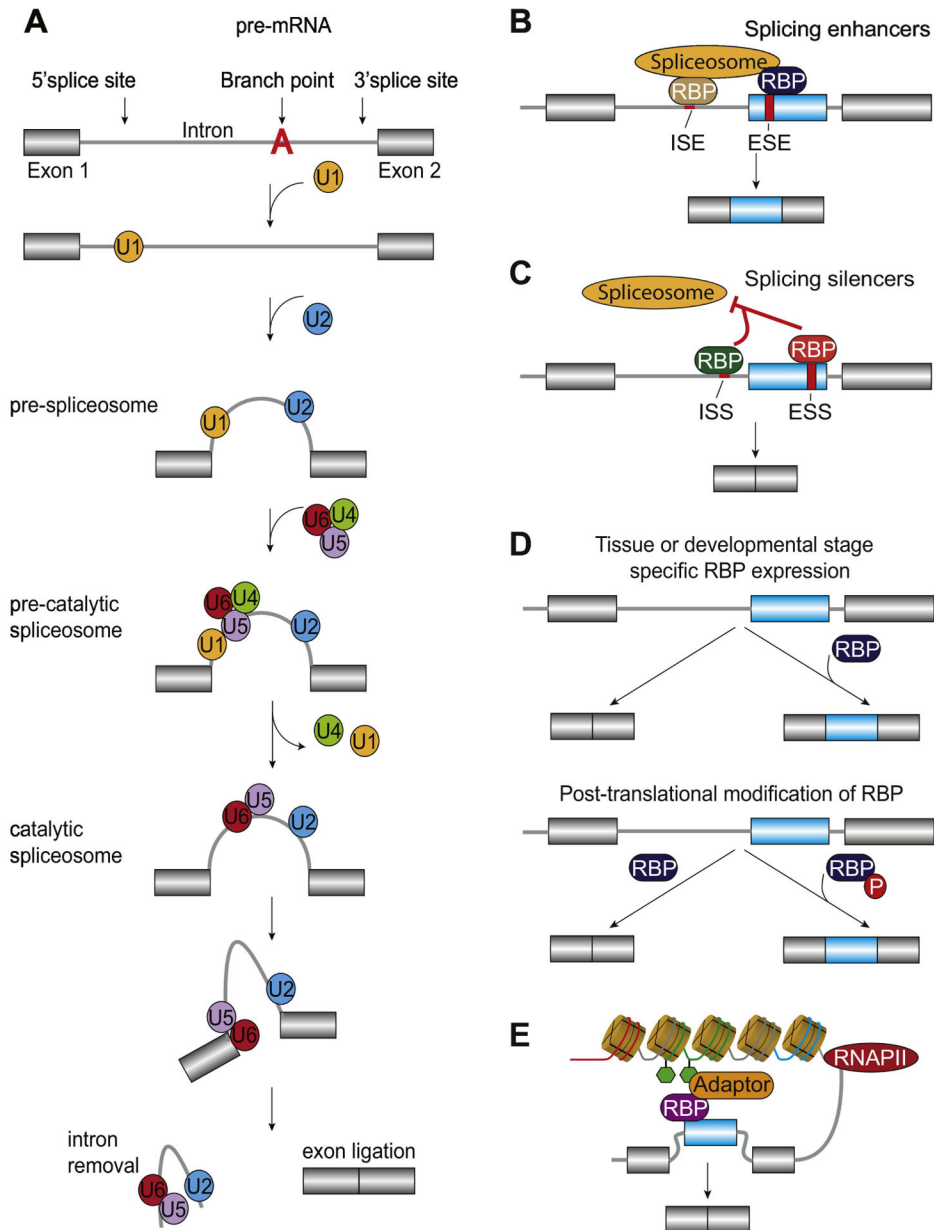 A
pre-mRNA
5'splice site
Branch point
3'splice site
Intron
A
Exon 1
Exon 2
U1
U1
U2
pre-spliceosome
U1
U2
U6
U4
U5
pre-catalytic
spliceosome
U6
U4
U5
U2
U1
U4
U1
catalytic
spliceosome
U5
U6
U2
U2
U5
U6
intron
removal
exon ligation
U6
U2
U5
B
Splicing enhancers
Spliceosome
RBP
RBP
ISE
ESE
C
Splicing silencers
Spliceosome
RBP
RBP
ISS
ESS
D
Tissue or developmental stage
specific RBP expression
RBP
Post-translational modification of RBP
RBP
RBP
P
E
RNAPII
Adaptor
RBP